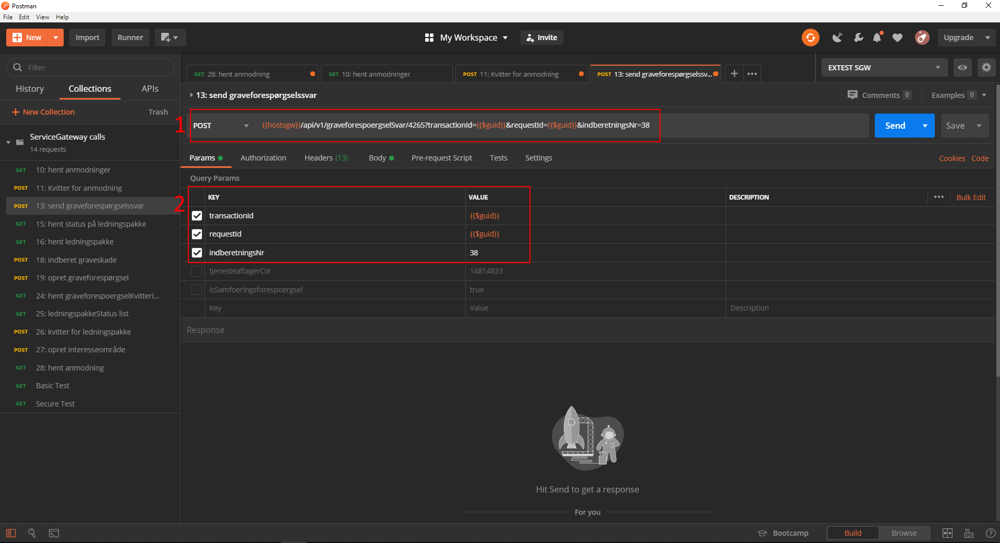 Postman
File Edit View Help
New Import Runner My Workspace Invite Upgrade
Filter
History Collections APIs
New Collection Trash
ServiceGateway calls
14 requests
GET 10: hent anmodninger
POST 11: Kvitter for anmodning
POST 13: send graveforespørgselssvar
GET 15: hent status på ledningspakke
GET 16: hent ledningspakke
POST 18: indberet graveskade
POST 19: opret graveforespørgsel
GET 24: hent graveforespoergselKvitteri...
GET 25: ledningspakkeStatus list
POST 26: kvitter for ledningspakke
POST 27: opret interesseområde
GET 28: hent anmodning
GET Basic Test
GET Secure Test
GET 28: hent anmodning GET 10: hent anmodninger POST 11: Kvitter for anmodning POST 13: send graveforespørgselssv... EXTEST SGW
13: send graveforespørgselssvar Comments 0 Examples 0
1 POST {{hostsgw}}/api/v1/graveforespoergselSvar/4265?transactionId={{$guid}}&requestId={{$guid}}&indberetningsNr=38 Send Save
Params Authorization Headers (13) Body Pre-request Script Tests Settings Cookies Code
Query Params
2 KEY VALUE DESCRIPTION Bulk Edit
transactionId {{$guid}}
requestId {{$guid}}
indberetningsNr 38
tjenesteaftagerCvr 14814833
isSamfoeringsforespoergsel true
Key Value Description
Response
Hit Send to get a response
For you
Bootcamp Build Browse